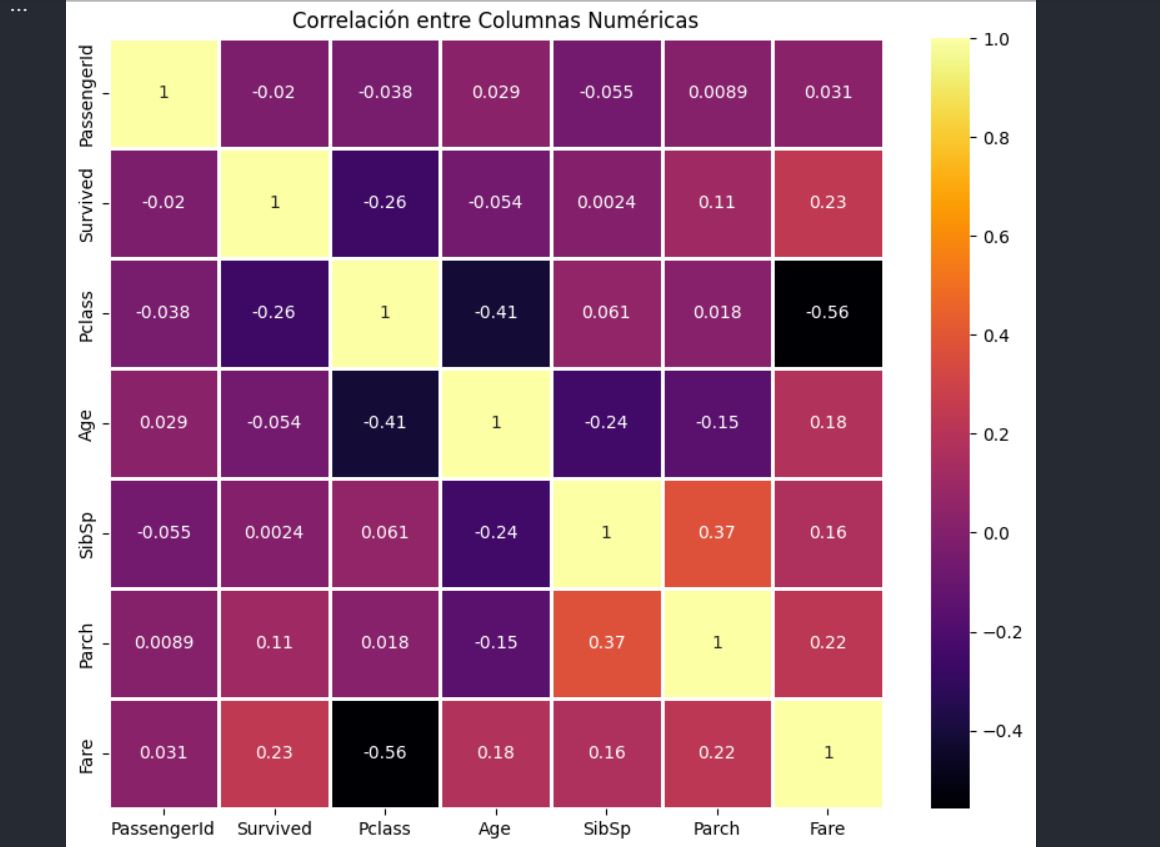 ...
Correlación entre Columnas Numéricas
PassengerId 1 -0.02 -0.038 0.029 -0.055 0.0089 0.031
Survived -0.02 1 -0.26 -0.054 0.0024 0.11 0.23
Pclass -0.038 -0.26 1 -0.41 0.061 0.018 -0.56
Age 0.029 -0.054 -0.41 1 -0.24 -0.15 0.18
SibSp -0.055 0.0024 0.061 -0.24 1 0.37 0.16
Parch 0.0089 0.11 0.018 -0.15 0.37 1 0.22
Fare 0.031 0.23 -0.56 0.18 0.16 0.22 1
PassengerId Survived Pclass Age SibSp Parch Fare
1.0
0.8
0.6
0.4
0.2
0.0
−0.2
−0.4